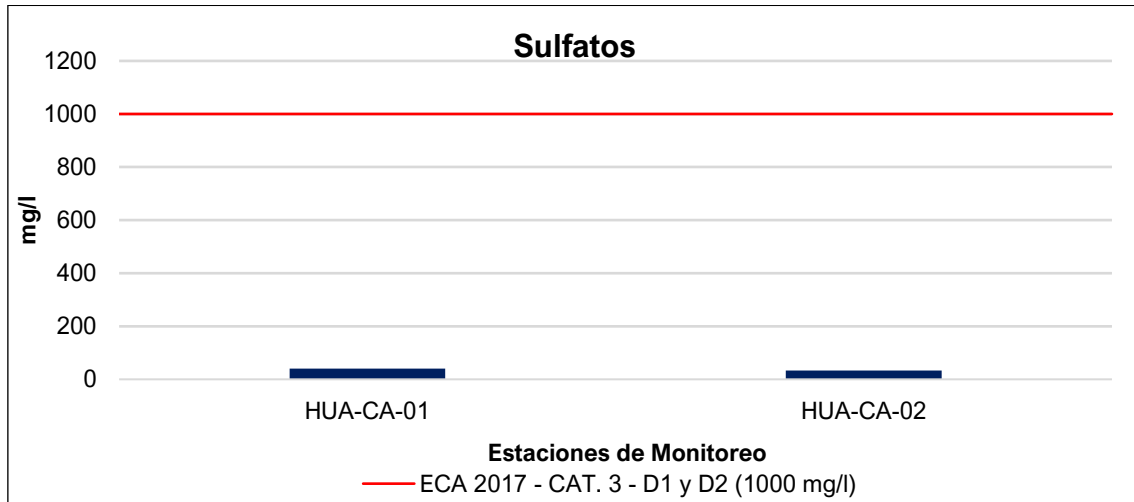 Sulfatos
1200
1000
800
600
400
200
0
mg/l
HUA-CA-01 HUA-CA-02
Estaciones de Monitoreo
ECA 2017 - CAT. 3 - D1 y D2 (1000 mg/l)